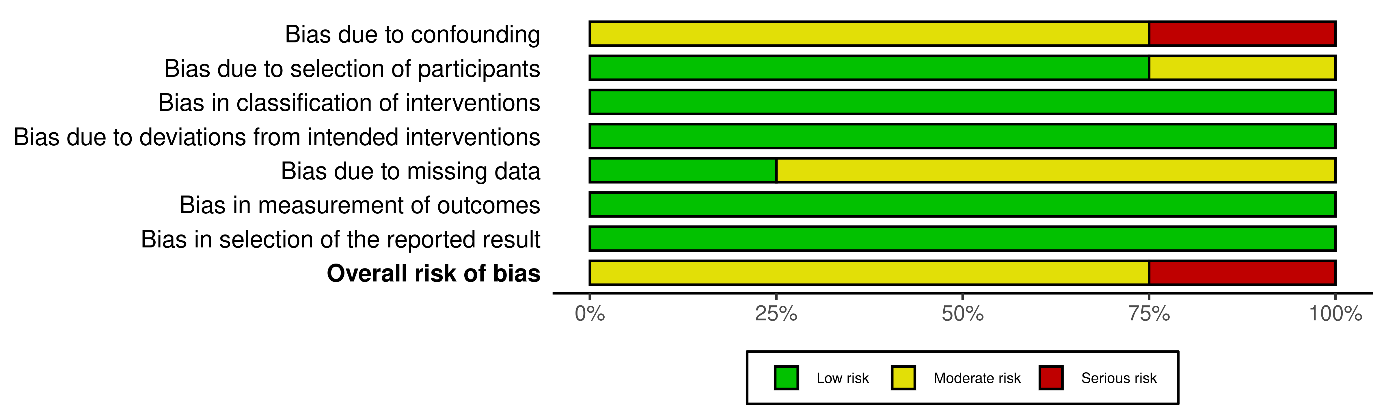 Bias due to confounding
Bias due to selection of participants
Bias in classification of interventions
Bias due to deviations from intended interventions
Bias due to missing data
Bias in measurement of outcomes
Bias in selection of the reported result
Overall risk of bias
0% 25% 50% 75% 100%
Low risk Moderate risk Serious risk